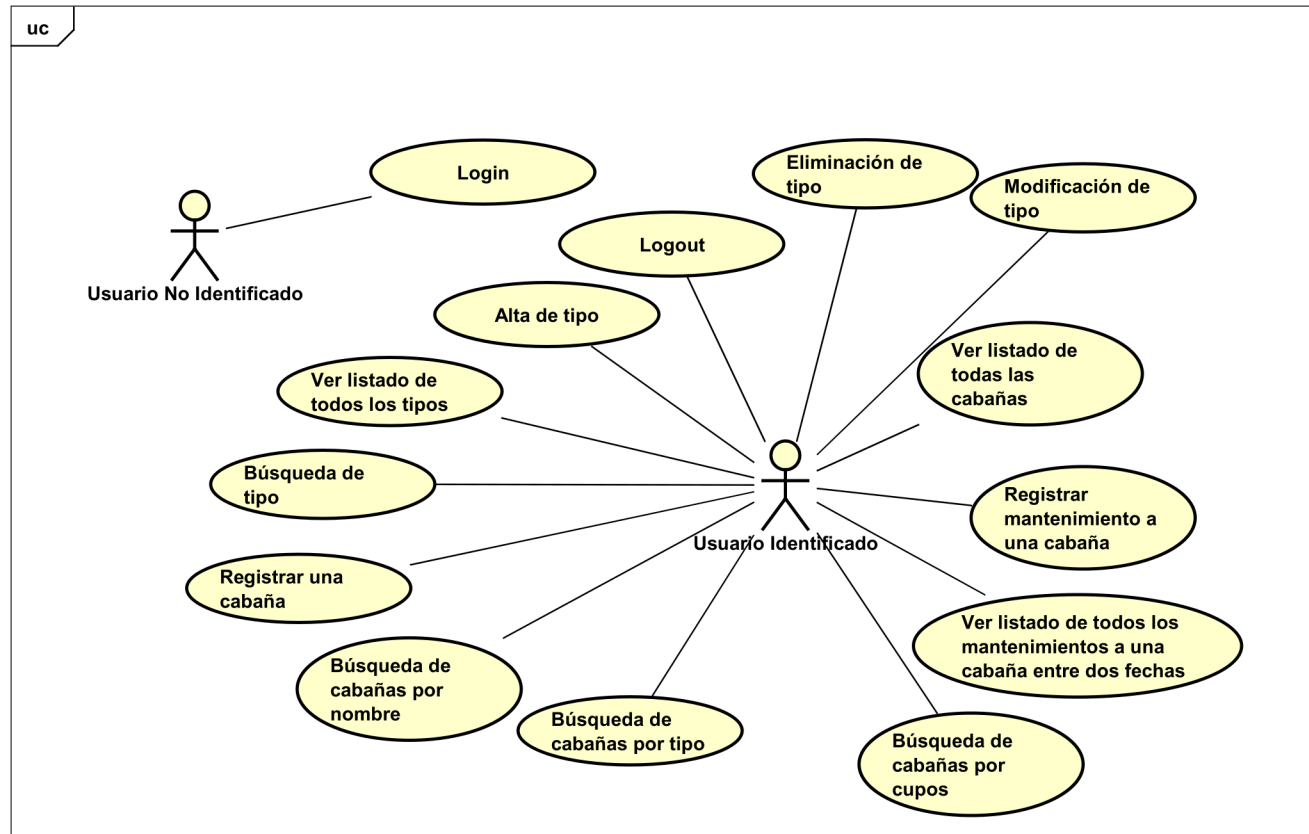 uc
Login
Eliminación de
tipo
Modificación de
tipo
Logout
Usuario No Identificado
Alta de tipo
Ver listado de
todos los tipos
Ver listado de
todas las
cabañas
Búsqueda de
tipo
Registrar
mantenimiento a
una cabaña
Usuario Identificado
Registrar una
cabaña
Ver listado de todos los
mantenimientos a una
cabaña entre dos fechas
Búsqueda de
cabañas por
nombre
Búsqueda de
cabañas por tipo
Búsqueda de
cabañas por
cupos